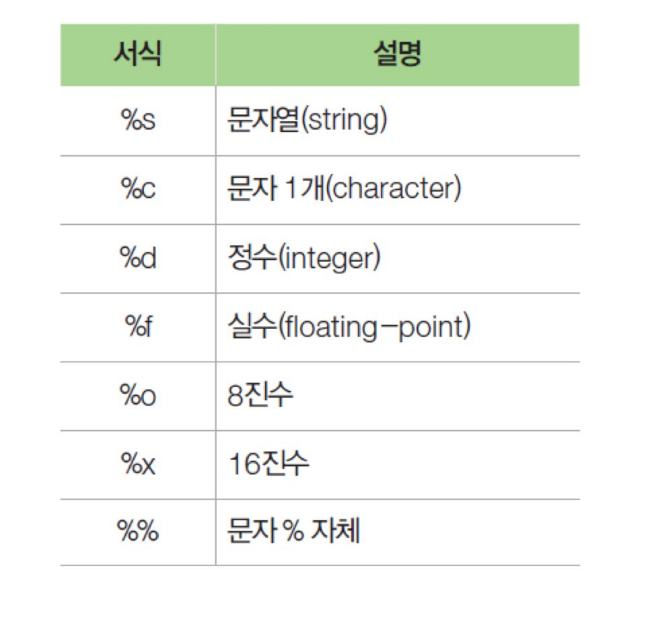 서식 설명
%s 문자열(string)
%c 문자 1개(character)
%d 정수(integer)
%f 실수(floating-point)
%o 8진수
%x 16진수
%% 문자 % 자체